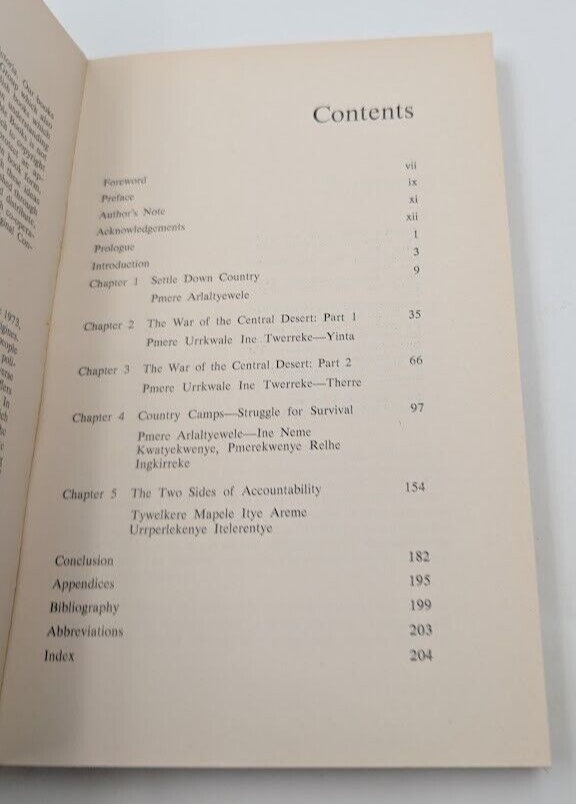 Contents
Foreword vii
Preface ix
Author's Note xi
Acknowledgements xii
Prologue 1
Introduction 3
Chapter 1 Settle Down Country 9
Pmere Arlaltyewele
Chapter 2 The War of the Central Desert: Part 1 35
Pmere Urrkwale Ine Twerreke—Yinta
Chapter 3 The War of the Central Desert: Part 2 66
Pmere Urrkwale Ine Twerreke—Therre
Chapter 4 Country Camps—Struggle for Survival 97
Pmere Arlaltyewele—Ine Neme
Kwatyekwenye, Pmerekwenye Relhe
Ingkirreke
Chapter 5 The Two Sides of Accountability 154
Tywelkere Mapele Itye Areme
Urrperlekenye Itelerentye
Conclusion 182
Appendices 195
Bibliography 199
Abbreviations 203
Index 204